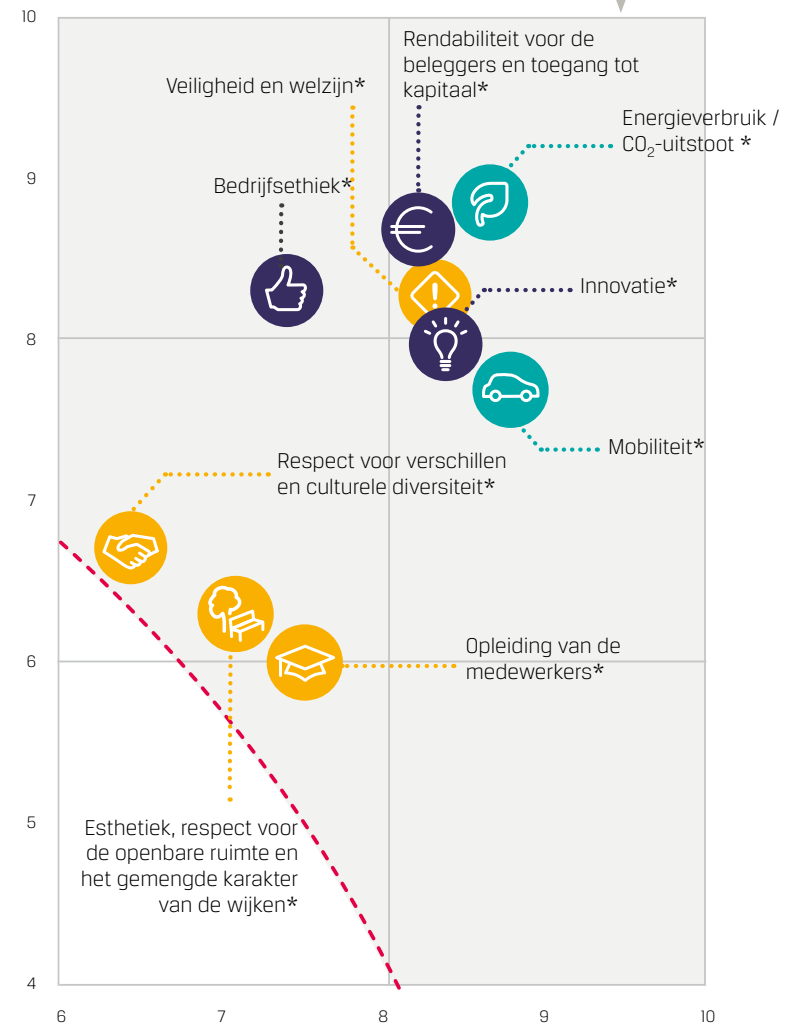 10
Rendabiliteit voor de
beleggers en toegang tot
kapitaal*
Veiligheid en welzijn*
Energieverbruik /
CO₂-uitstoot *
9
Bedrijfsethiek*
Innovatie*
8
Mobiliteit*
Respect voor verschillen
en culturele diversiteit*
7
Opleiding van de
medewerkers*
6
5
Esthetiek, respect voor
de openbare ruimte en
het gemengde karakter
van de wijken*
4
6 7 8 9 10